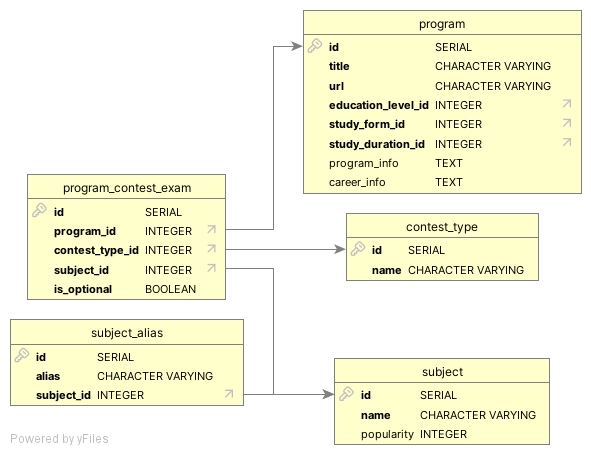 program
id SERIAL
title CHARACTER VARYING
url CHARACTER VARYING
education_level_id INTEGER
study_form_id INTEGER
study_duration_id INTEGER
program_info TEXT
career_info TEXT
program_contest_exam
id SERIAL
program_id INTEGER
contest_type_id INTEGER
subject_id INTEGER
is_optional BOOLEAN
contest_type
id SERIAL
name CHARACTER VARYING
subject_alias
id SERIAL
alias CHARACTER VARYING
subject_id INTEGER
subject
id SERIAL
name CHARACTER VARYING
popularity INTEGER
Powered by yFiles